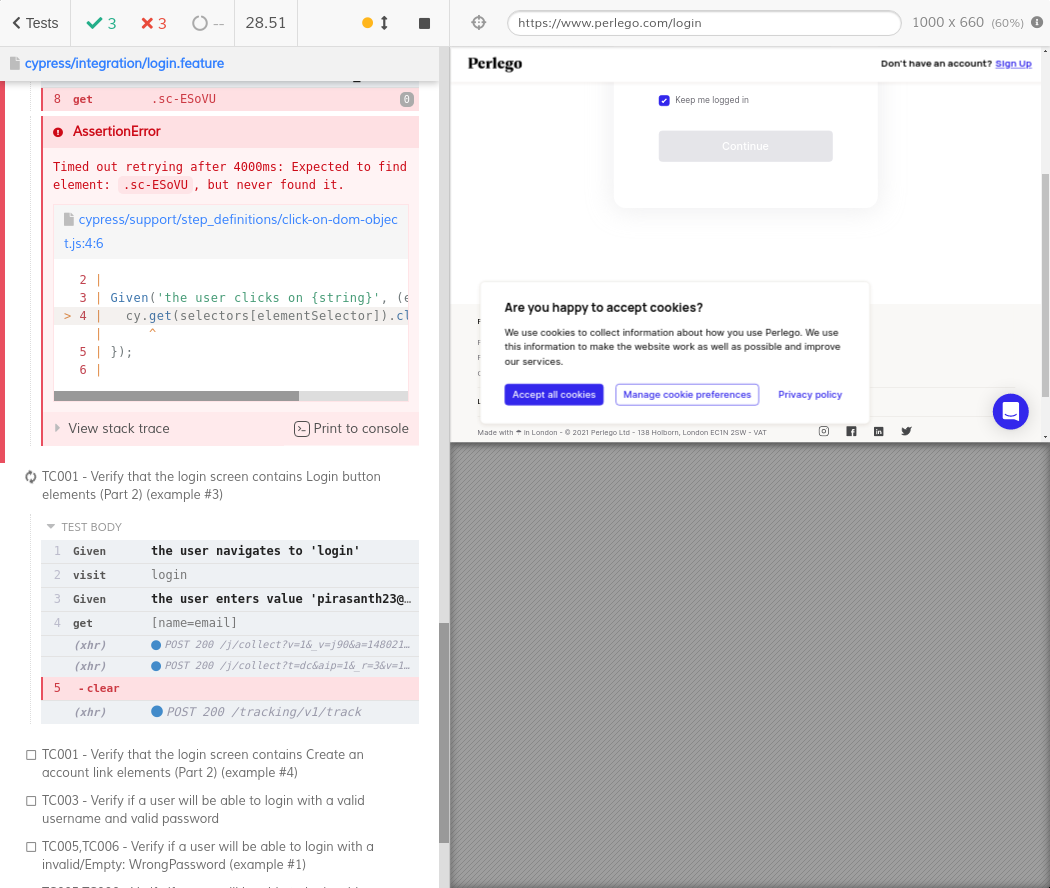 Tests
3
3
--
28.51
https://www.perlego.com/login
1000 x 660 (60%)
cypress/integration/login.feature
8 get .sc-ESoVU 0
AssertionError
Timed out retrying after 4000ms: Expected to find
element: .sc-ESoVU, but never found it.
cypress/support/step_definitions/click-on-dom-objec
t.js:4:6
2 |
3 | Given('the user clicks on {string}', (e
> 4 | cy.get(selectors[elementSelector]).cl
| ^
5 | });
6 |
View stack trace
Print to console
TC001 - Verify that the login screen contains Login button
elements (Part 2) (example #3)
TEST BODY
1 Given the user navigates to 'login'
2 visit login
3 Given the user enters value 'pirasanth23@…
4 get [name=email]
(xhr) POST 200 /j/collect?v=1&_v=j90&a=148021…
(xhr) POST 200 /j/collect?t=dc&aip=1&_r=3&v=1…
5 -clear
(xhr) POST 200 /tracking/v1/track
TC001 - Verify that the login screen contains Create an
account link elements (Part 2) (example #4)
TC003 - Verify if a user will be able to login with a valid
username and valid password
TC005,TC006 - Verify if a user will be able to login with a
invalid/Empty: WrongPassword (example #1)
Perlego
Don't have an account? Sign Up
Keep me logged in
Continue
Are you happy to accept cookies?
We use cookies to collect information about how you use Perlego. We use
this information to make the website work as well as possible and improve
our services.
Accept all cookies
Manage cookie preferences
Privacy policy
Made with ☂ in London - © 2021 Perlego Ltd - 138 Holborn, London EC1N 2SW - VAT